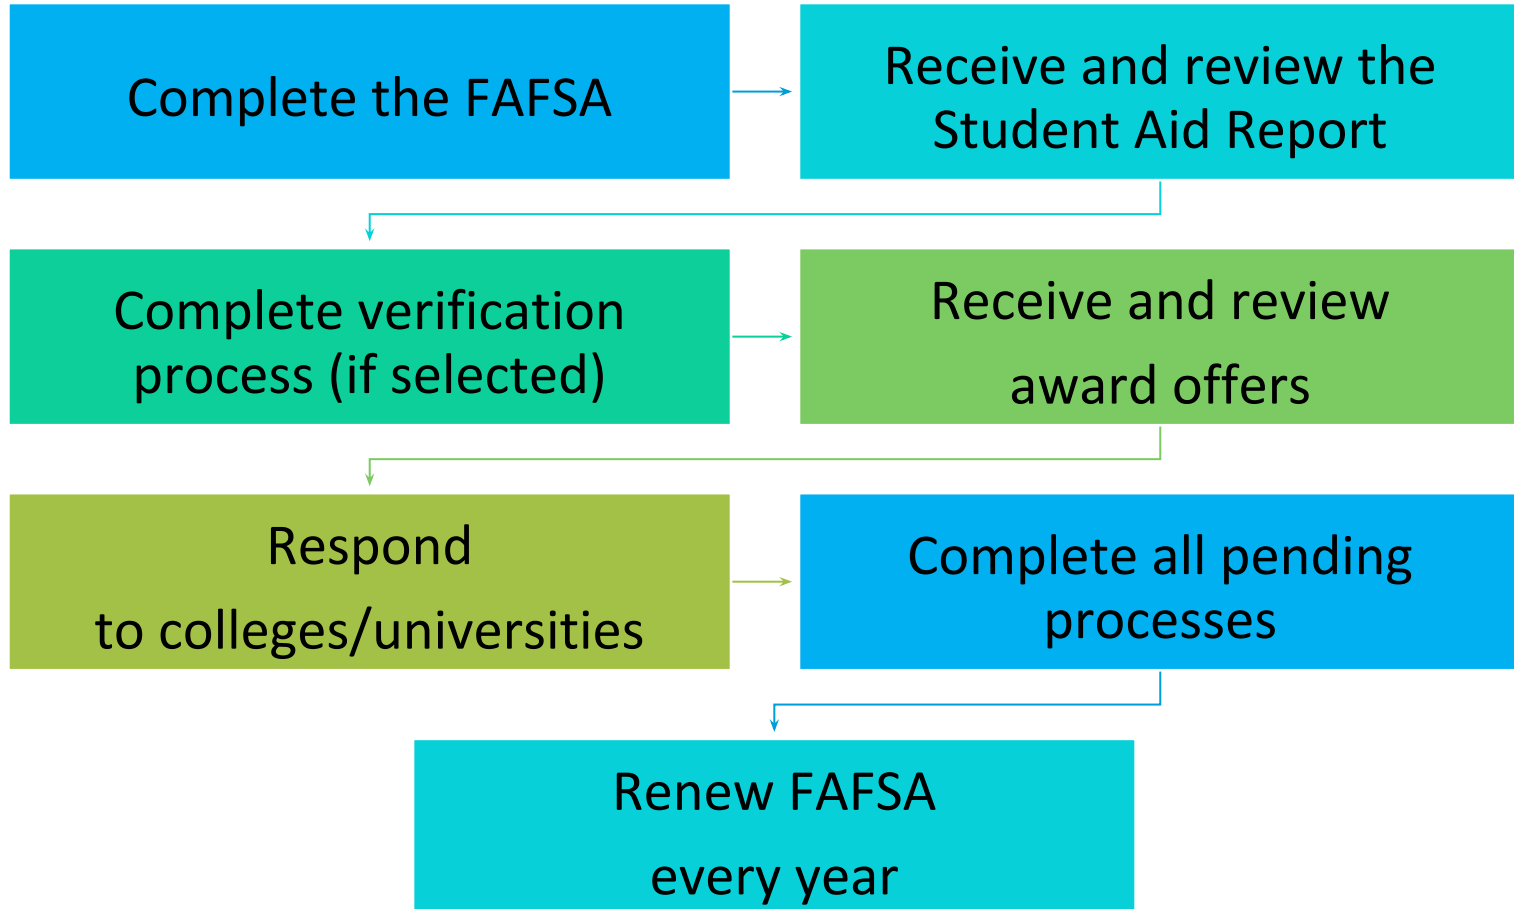 Complete the FAFSA
Receive and review the
Student Aid Report
Complete verification
process (if selected)
Receive and review
award offers
Respond
to colleges/universities
Complete all pending
processes
Renew FAFSA
every year